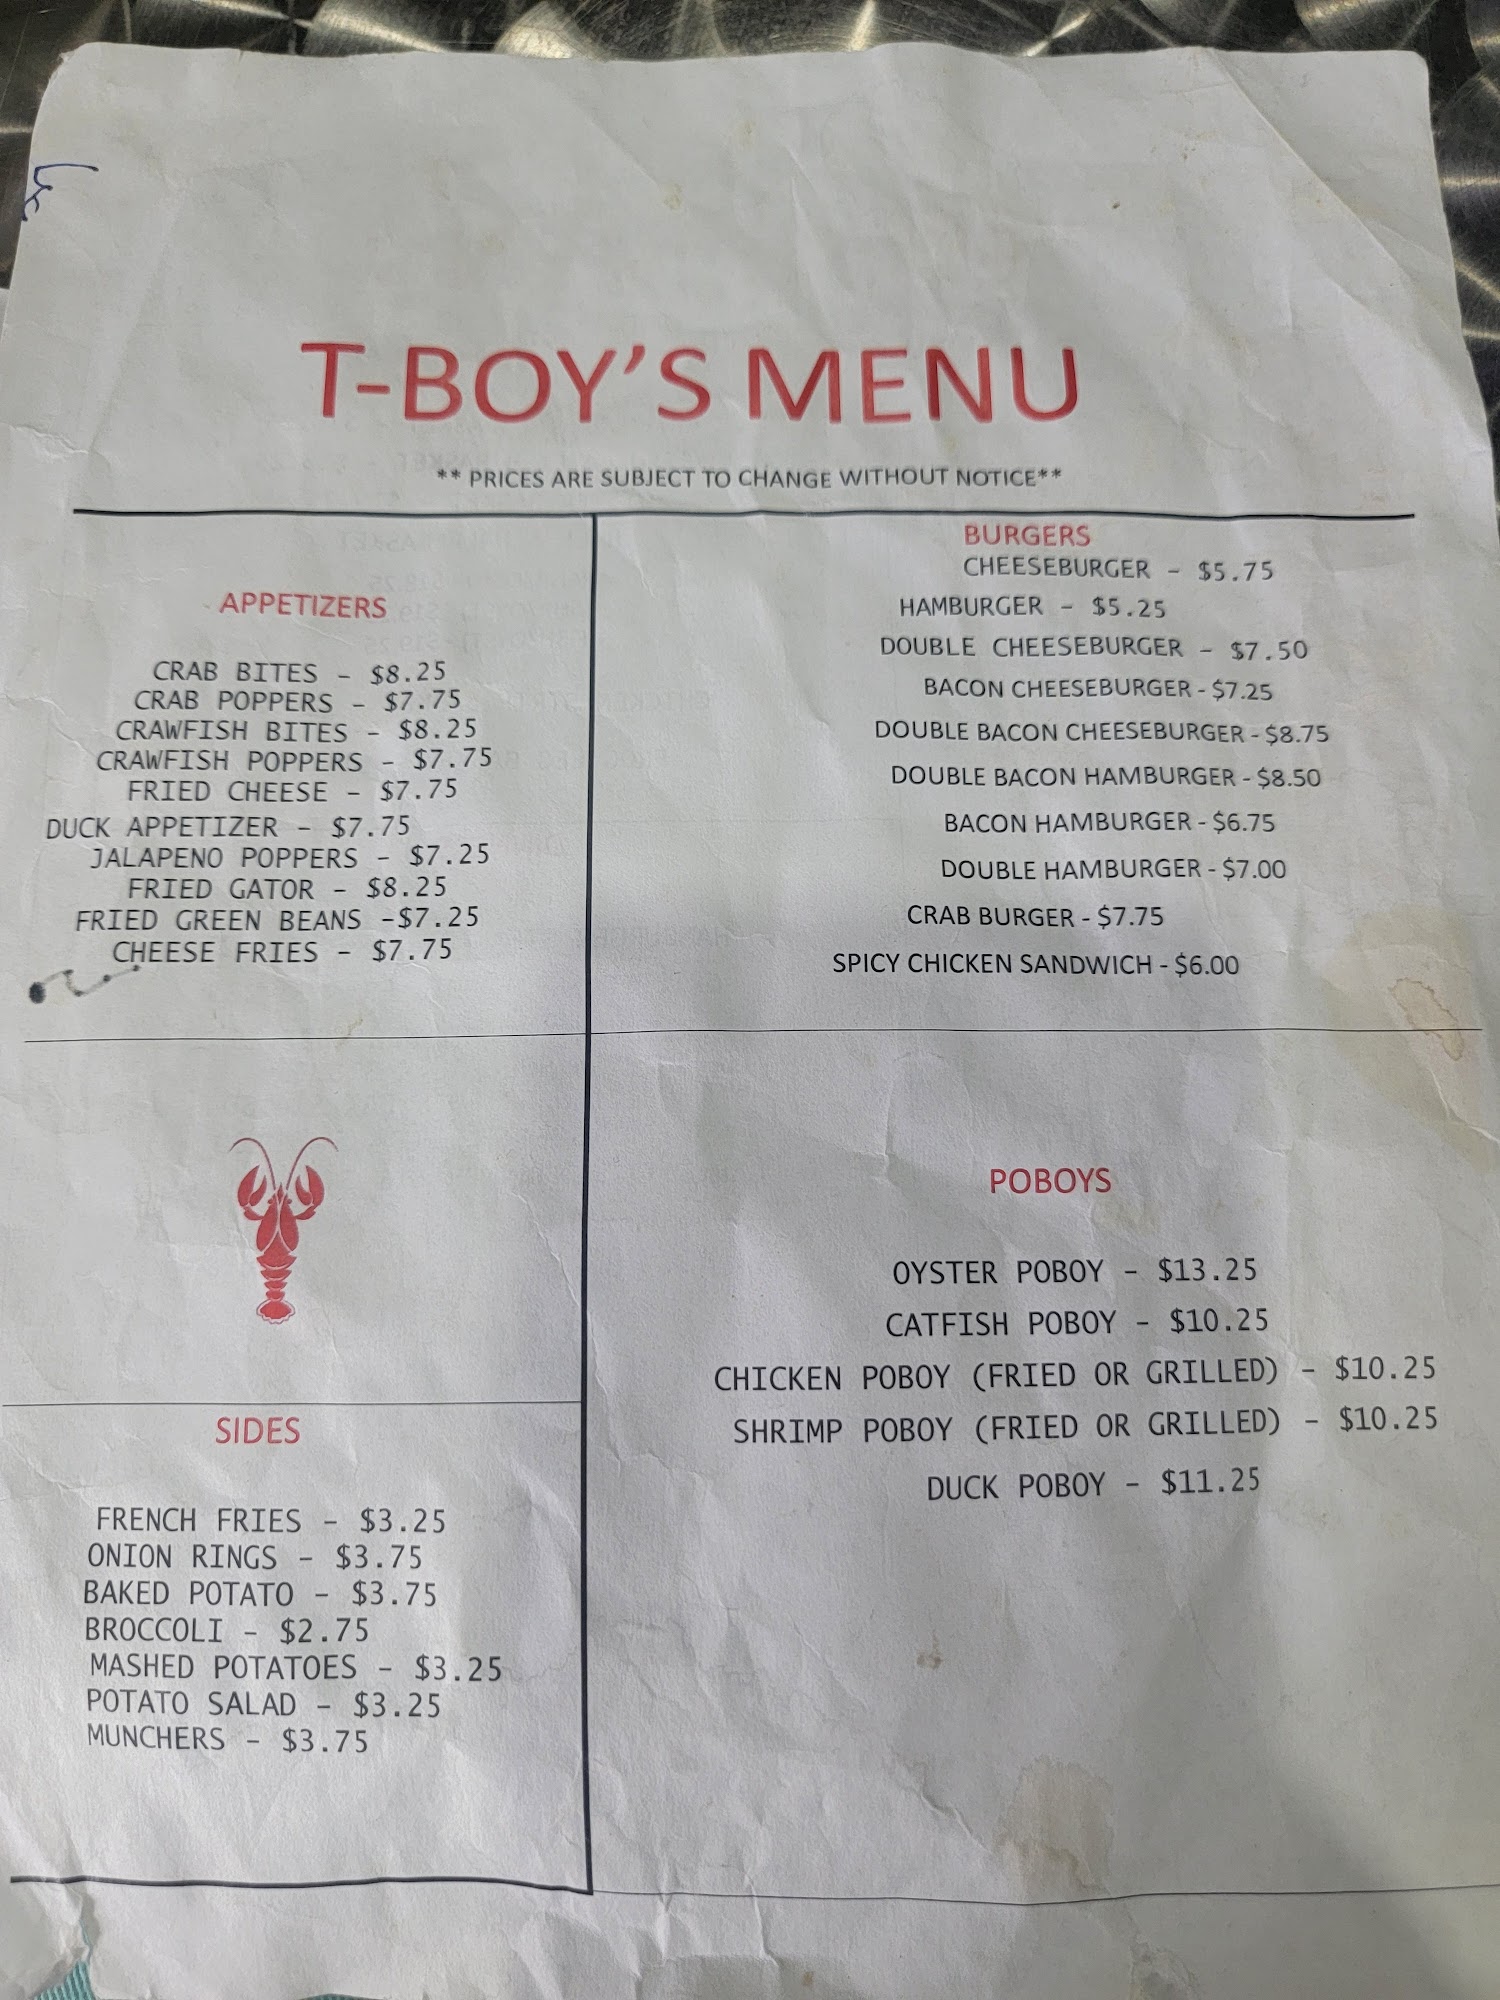 T-BOY'S MENU
** PRICES ARE SUBJECT TO CHANGE WITHOUT NOTICE**
APPETIZERS
CRAB BITES – $8.25
CRAB POPPERS – $7.75
CRAWFISH BITES – $8.25
CRAWFISH POPPERS – $7.75
FRIED CHEESE – $7.75
DUCK APPETIZER – $7.75
JALAPENO POPPERS – $7.25
FRIED GATOR – $8.25
FRIED GREEN BEANS –$7.25
CHEESE FRIES – $7.75
SIDES
FRENCH FRIES – $3.25
ONION RINGS – $3.75
BAKED POTATO – $3.75
BROCCOLI – $2.75
MASHED POTATOES – $3.25
POTATO SALAD – $3.25
MUNCHERS – $3.75
BURGERS
CHEESEBURGER – $5.75
HAMBURGER – $5.25
DOUBLE CHEESEBURGER – $7.50
BACON CHEESEBURGER - $7.25
DOUBLE BACON CHEESEBURGER - $8.75
DOUBLE BACON HAMBURGER - $8.50
BACON HAMBURGER - $6.75
DOUBLE HAMBURGER - $7.00
CRAB BURGER - $7.75
SPICY CHICKEN SANDWICH - $6.00
POBOYS
OYSTER POBOY – $13.25
CATFISH POBOY – $10.25
CHICKEN POBOY (FRIED OR GRILLED) – $10.25
SHRIMP POBOY (FRIED OR GRILLED) – $10.25
DUCK POBOY – $11.25